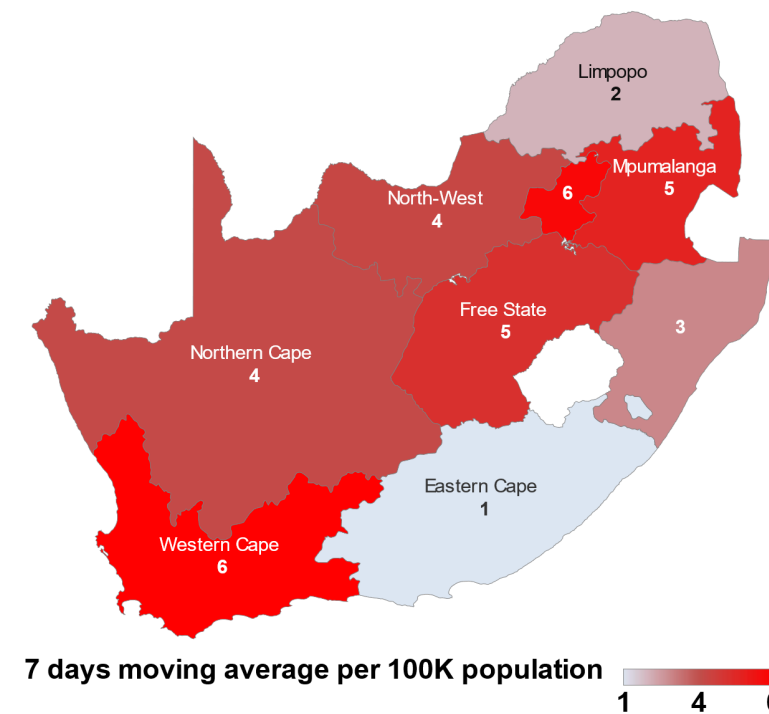 Limpopo
2
Mpumalanga
5
6
North-West
4
Free State
5
3
Northern Cape
4
Eastern Cape
1
Western Cape
6
7 days moving average per 100K population
1 4